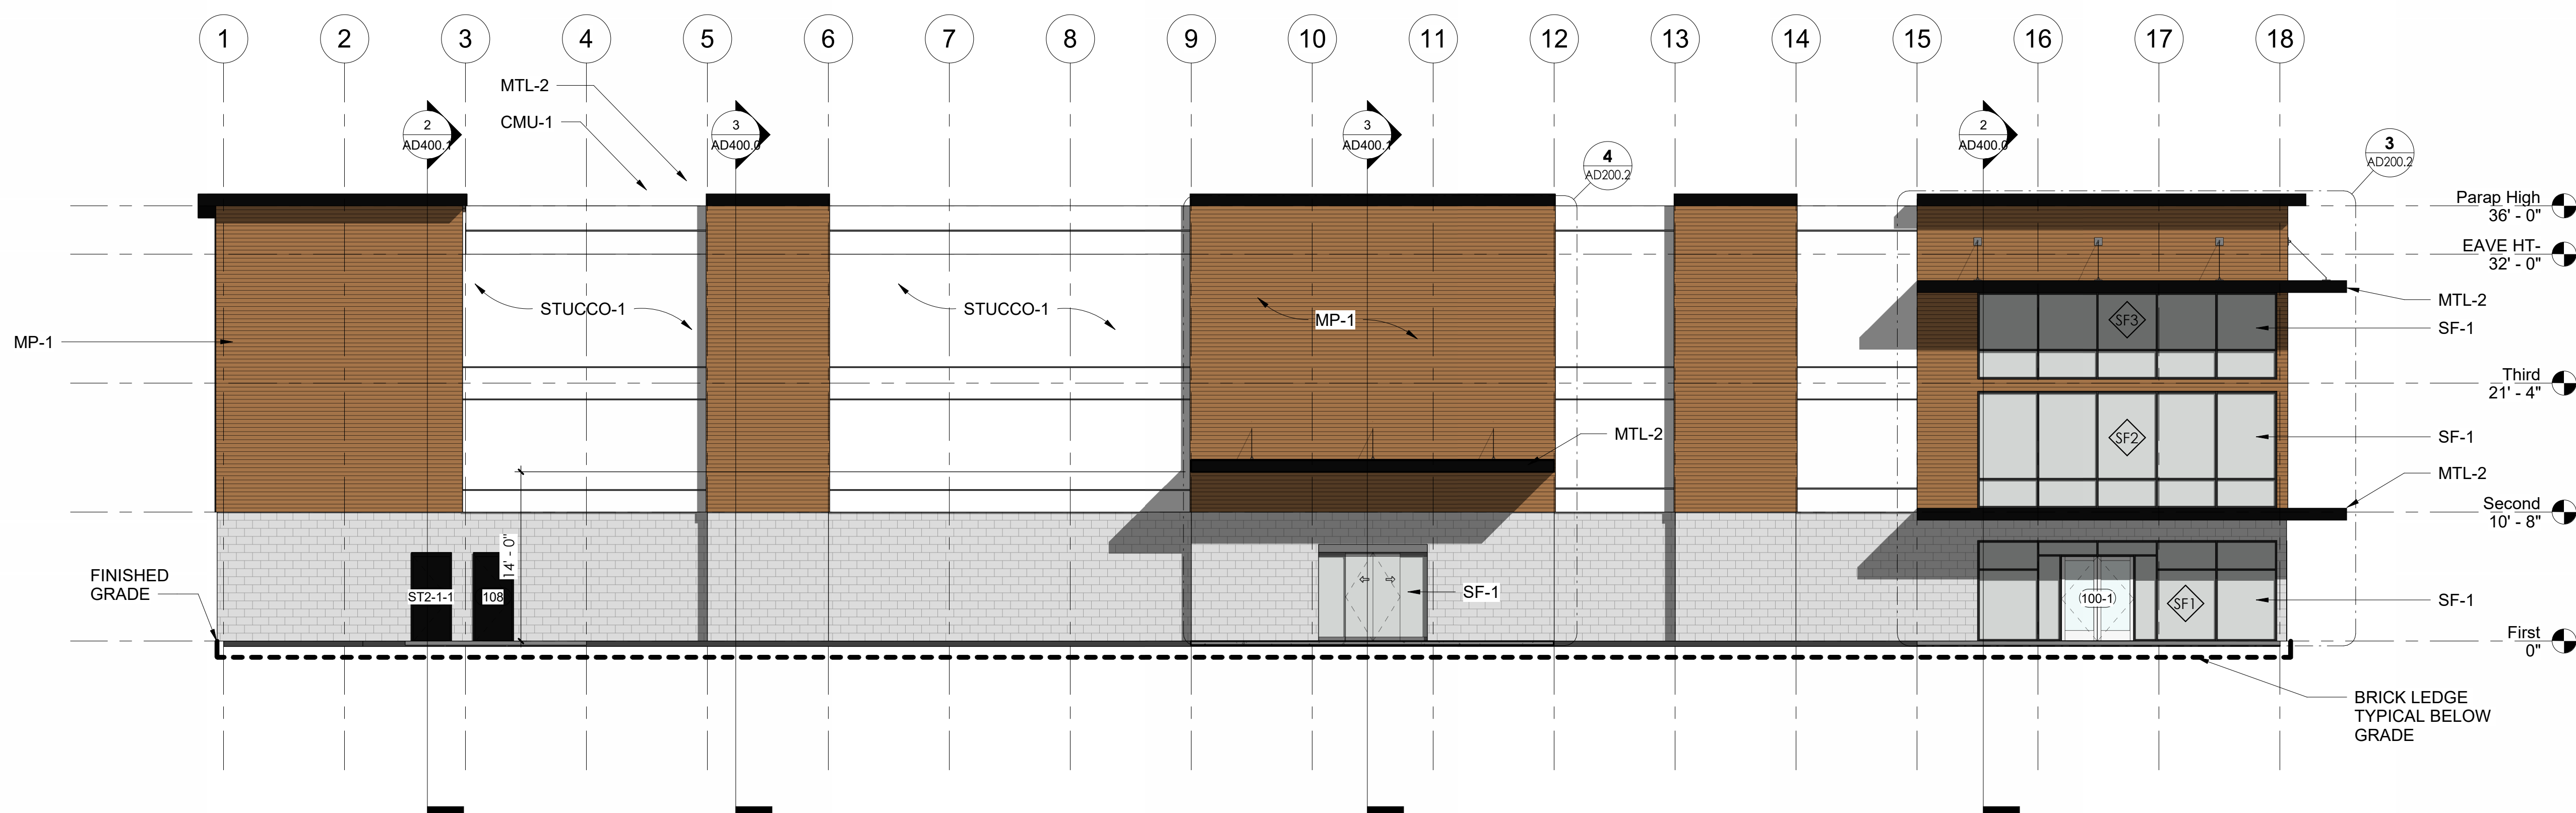 1 2 3 4 5 6 7 8 9 10 11 12 13 14 15 16 17 18
MTL-2
CMU-1
2
AD400.1
3
AD400.0
3
AD400.1
4
AD200.2
2
AD400.0
3
AD200.2
Parap High
36' - 0"
EAVE HT-
32' - 0"
MTL-2
STUCCO-1
STUCCO-1
MP-1
SF3
SF-1
MP-1
Third
21' - 4"
MTL-2
SF2
SF-1
MTL-2
Second
10' - 8"
14' - 0"
FINISHED
GRADE
ST2-1-1
108
SF-1
100-1
SF1
SF-1
First
0"
BRICK LEDGE
TYPICAL BELOW
GRADE